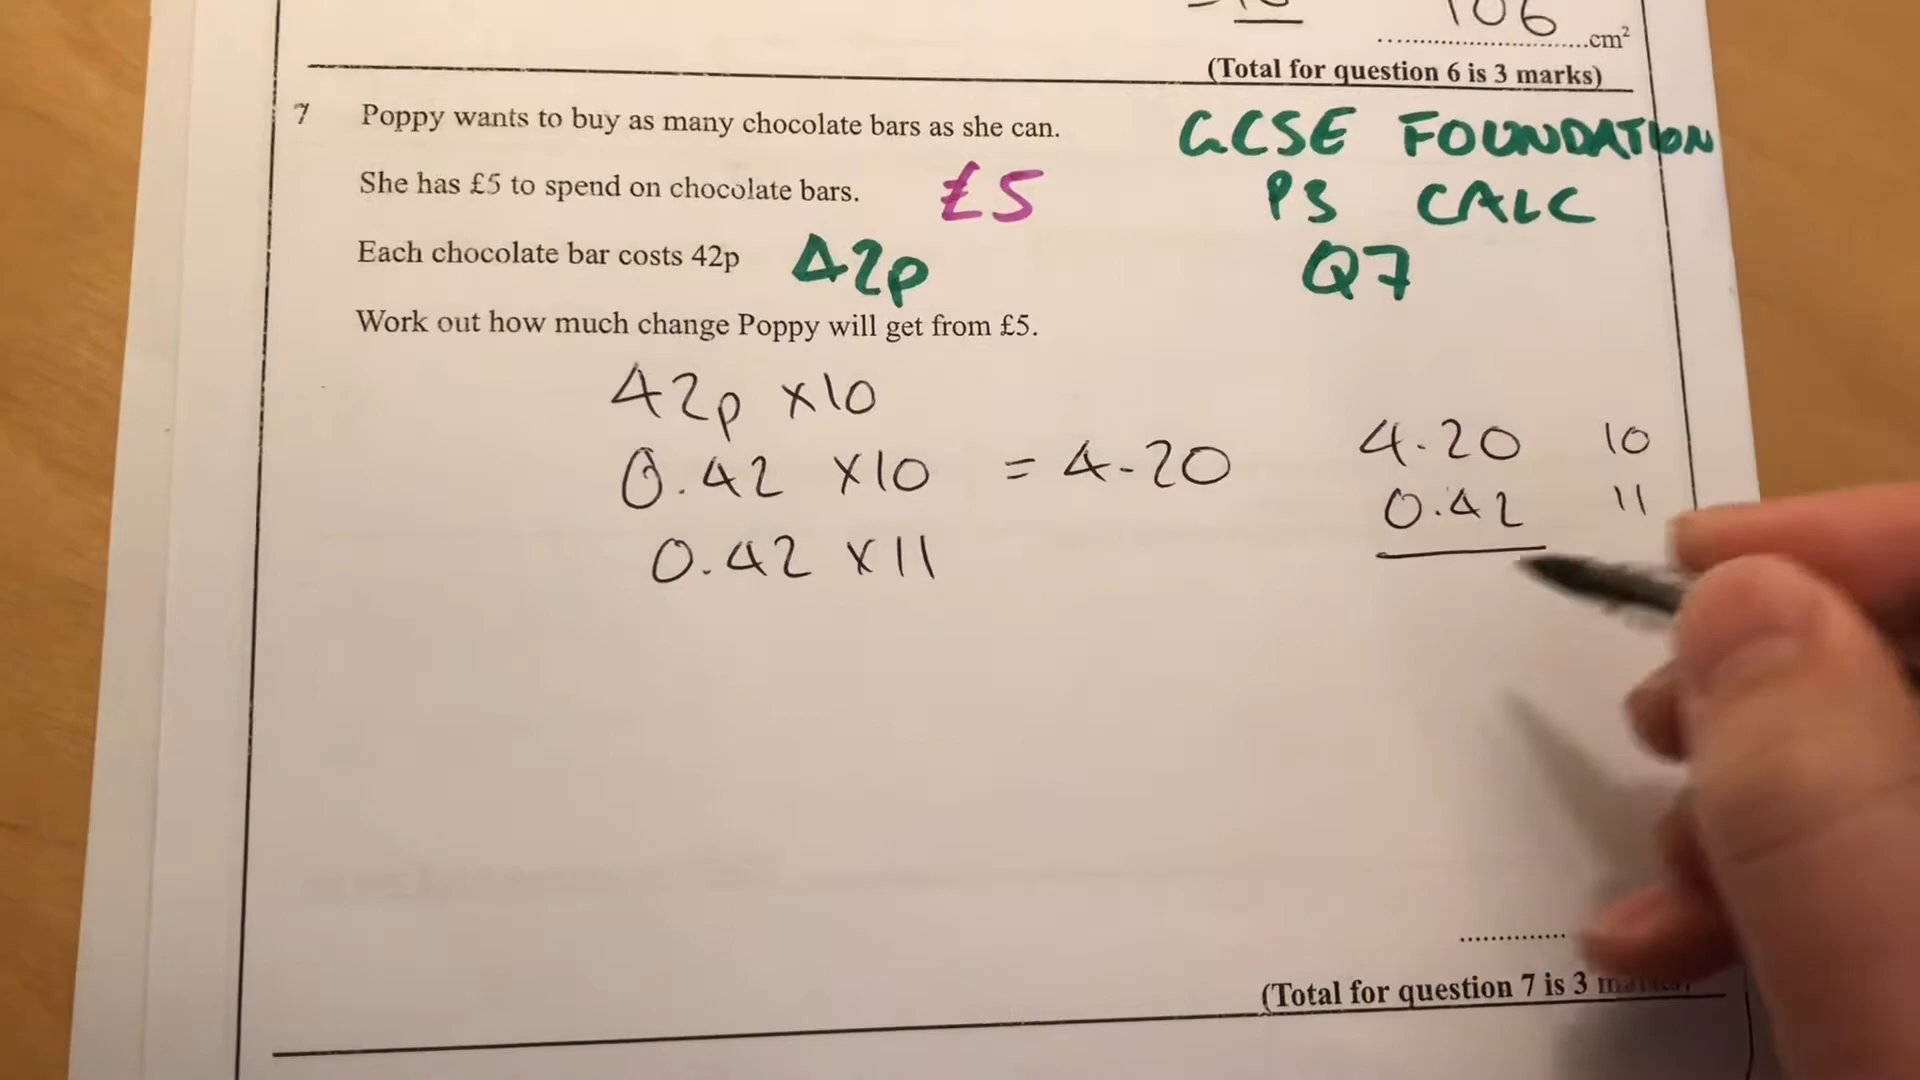 106
cm²
(Total for question 6 is 3 marks)
7 Poppy wants to buy as many chocolate bars as she can.
GCSE FOUNDATION
She has £5 to spend on chocolate bars. £5
P3 CALC
Each chocolate bar costs 42p 42p
Q7
Work out how much change Poppy will get from £5.
42p ×10
0.42 ×10 = 4.20
4.20 10
0.42 11
0.42 ×11
(Total for question 7 is 3